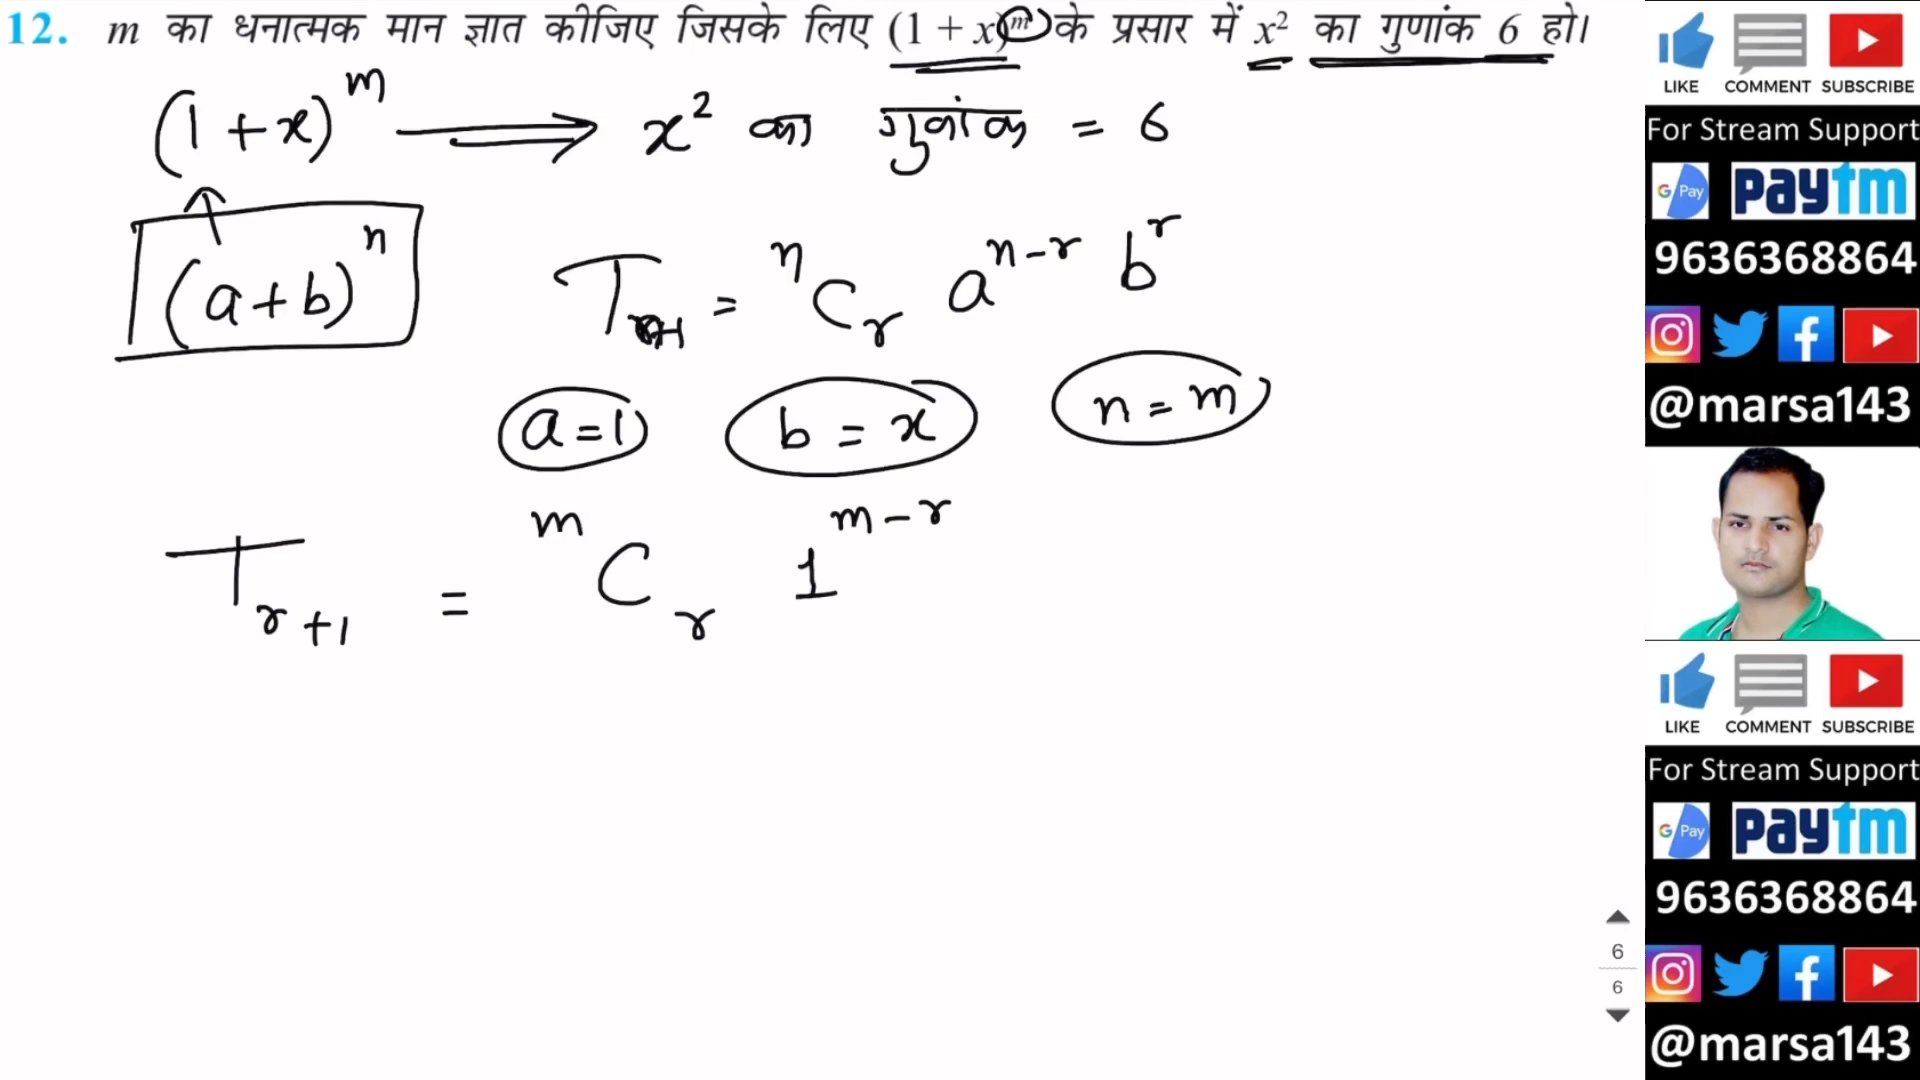 12. m का धनात्मक मान ज्ञात कीजिए जिसके लिए (1 + x)^m के प्रसार में x² का गुणांक 6 हो।
(1 + x)^m ⟹ x² का गुणांक = 6
(a + b)^n
T_{r+1} = ^nC_r a^{n-r} b^r
a = 1 b = x n = m
T_{r+1} = ^mC_r 1^{m-r}
LIKE COMMENT SUBSCRIBE
For Stream Support
G Pay paytm
9636368864
@marsa143
LIKE COMMENT SUBSCRIBE
For Stream Support
G Pay paytm
9636368864
@marsa143
6
6